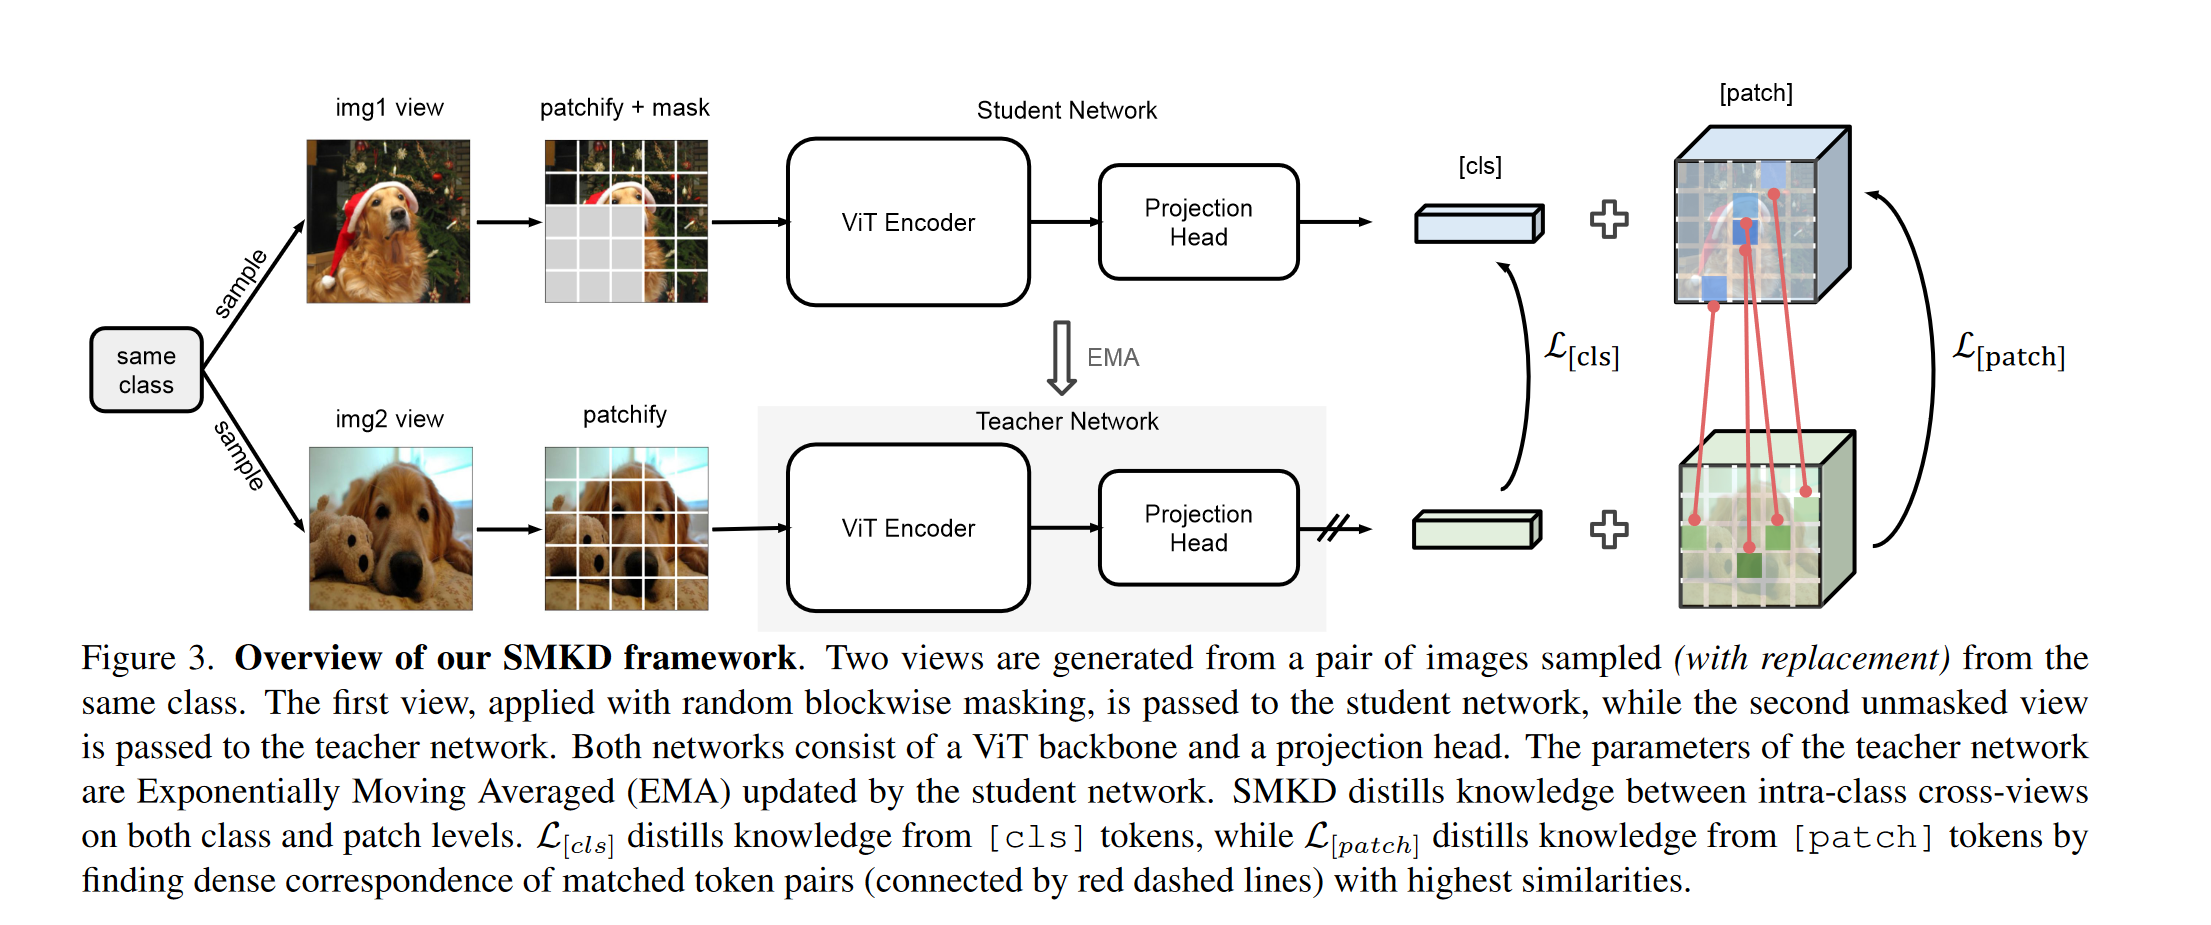 img1 view
patchify + mask
Student Network
[patch]
[cls]
ViT Encoder
Projection
Head
sample
same
class
EMA
ℒ[cls]
ℒ[patch]
sample
img2 view
patchify
Teacher Network
ViT Encoder
Projection
Head
Figure 3. Overview of our SMKD framework. Two views are generated from a pair of images sampled (with replacement) from the
same class. The first view, applied with random blockwise masking, is passed to the student network, while the second unmasked view
is passed to the teacher network. Both networks consist of a ViT backbone and a projection head. The parameters of the teacher network
are Exponentially Moving Averaged (EMA) updated by the student network. SMKD distills knowledge between intra-class cross-views
on both class and patch levels. ℒ[cls] distills knowledge from [cls] tokens, while ℒ[patch] distills knowledge from [patch] tokens by
finding dense correspondence of matched token pairs (connected by red dashed lines) with highest similarities.